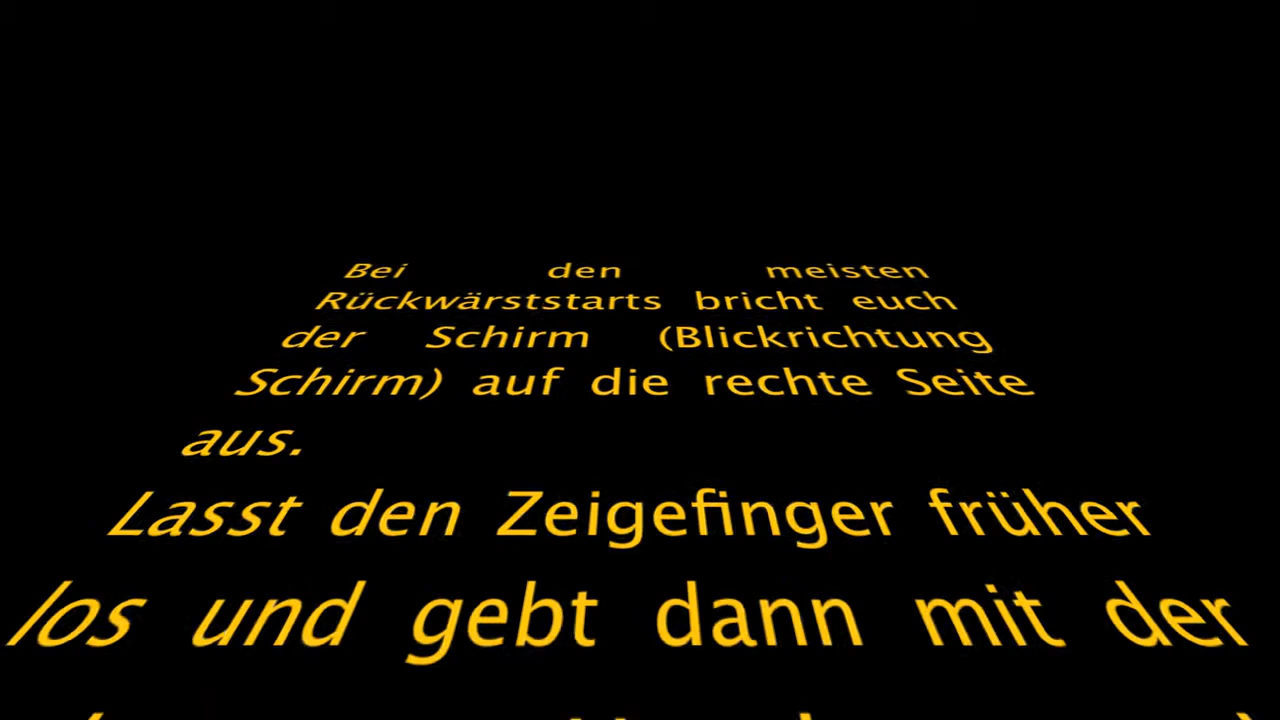 Bei den meisten
Rückwärststarts bricht euch
der Schirm (Blickrichtung
Schirm) auf die rechte Seite
aus.
Lasst den Zeigefinger früher
los und gebt dann mit der